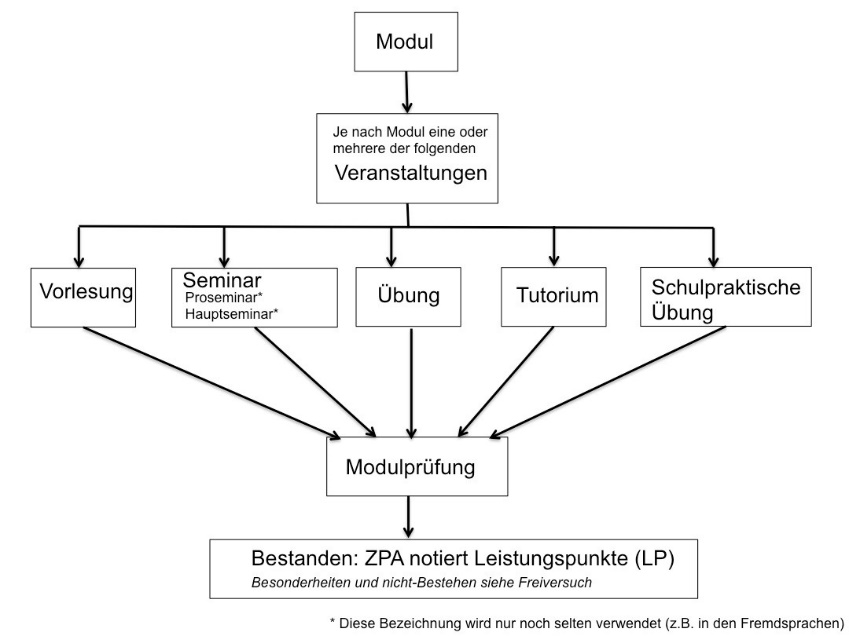 Modul
Je nach Modul eine oder
mehrere der folgenden
Veranstaltungen
Vorlesung
Seminar
Proseminar*
Hauptseminar*
Übung
Tutorium
Schulpraktische
Übung
Modulprüfung
Bestanden: ZPA notiert Leistungspunkte (LP)
Besonderheiten und nicht-Bestehen siehe Freiversuch
* Diese Bezeichnung wird nur noch selten verwendet (z.B. in den Fremdsprachen)